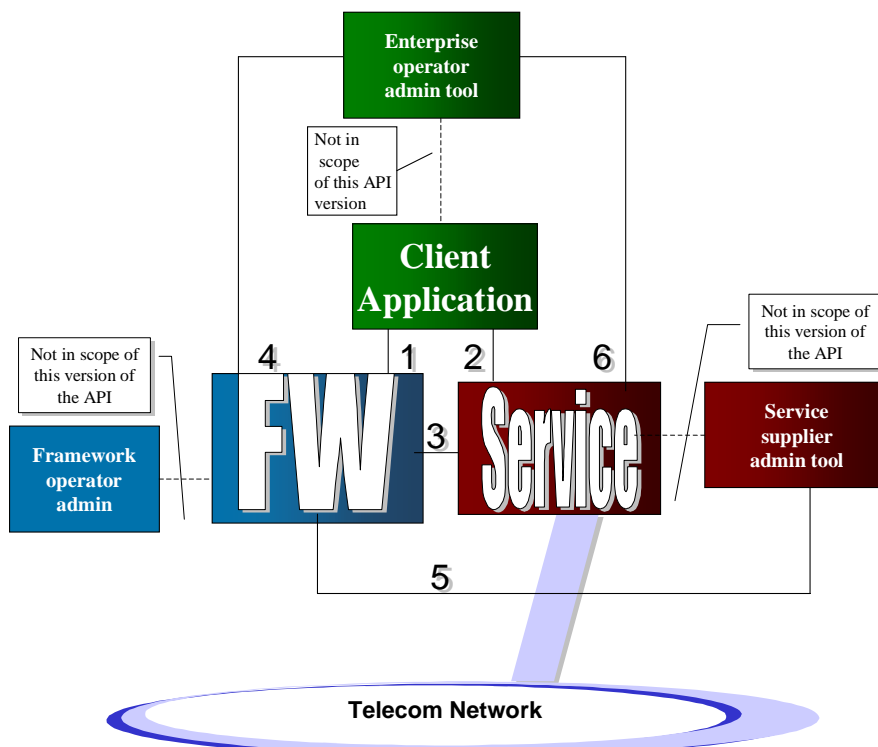 Enterprise
operator
admin tool
Not in
scope
of this API
version
Client
Application
Not in scope of
this version of
the API
4
1
2
6
Not in scope of
this version of
the API
FW
3
Service
Framework
operator
admin
Service
supplier
admin tool
5
Telecom Network